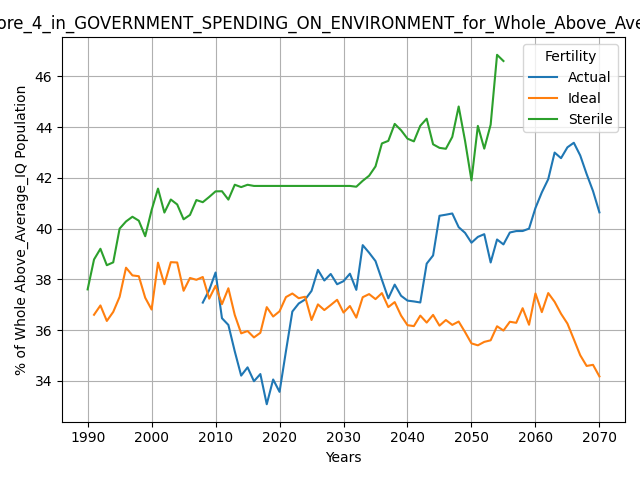 ore_4_in_GOVERNMENT_SPENDING_ON_ENVIRONMENT_for_Whole_Above_Ave
% of Whole Above_Average_IQ Population
46
44
42
40
38
36
34
Fertility
Actual
Ideal
Sterile
1990 2000 2010 2020 2030 2040 2050 2060 2070
Years